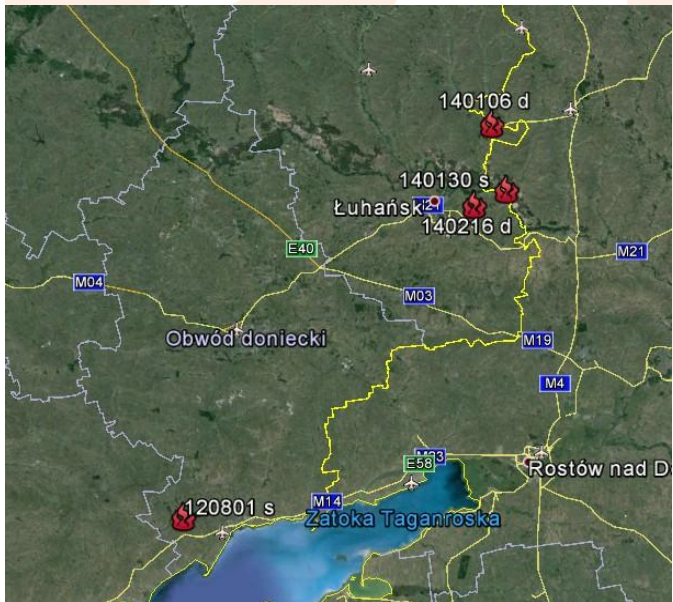 140106 d
140130 s
Łuhańsk
140216 d
M21
E40
M04
M03
Obwód doniecki
M19
M4
M23
E58
Rostów nad D
M14
120801 s
Zatoka Taganroska